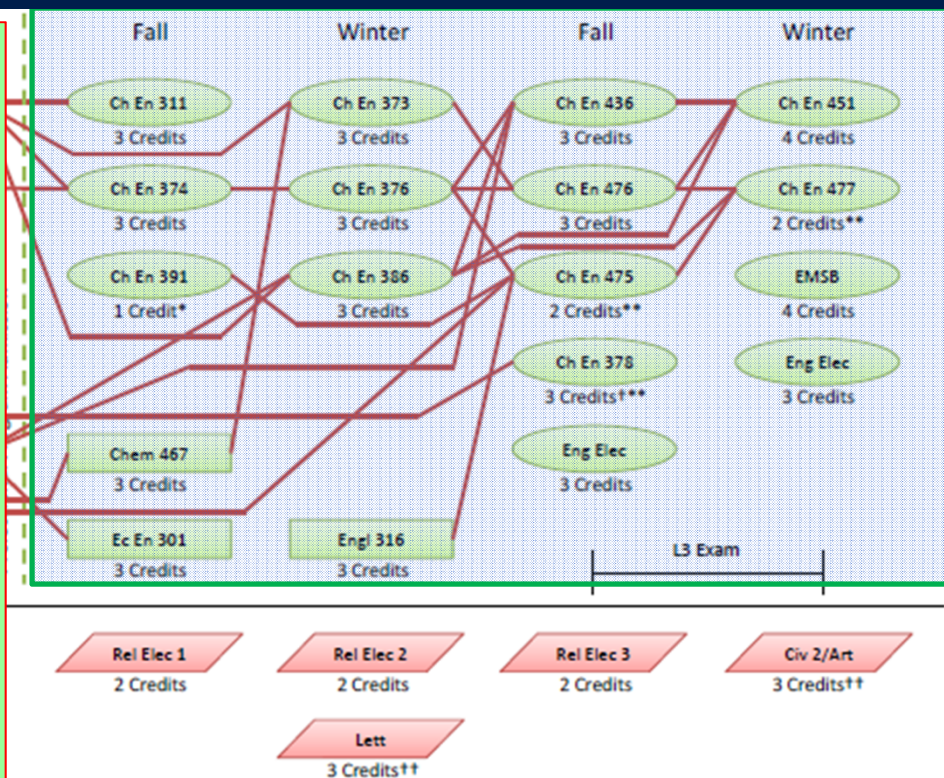 Fall Winter Fall Winter
Ch En 311 Ch En 373 Ch En 436 Ch En 451
3 Credits 3 Credits 3 Credits 4 Credits
Ch En 374 Ch En 376 Ch En 476 Ch En 477
3 Credits 3 Credits 3 Credits 2 Credits**
Ch En 391 Ch En 386 Ch En 475 EMSB
1 Credit* 3 Credits 2 Credits** 4 Credits
Ch En 378 Eng Elec
3 Credits†** 3 Credits
Chem 467 Eng Elec
3 Credits 3 Credits
Ec En 301 Engl 316 L3 Exam
3 Credits 3 Credits
Rel Elec 1 Rel Elec 2 Rel Elec 3 Civ 2/Art
2 Credits 2 Credits 2 Credits 3 Credits††
Lett
3 Credits††